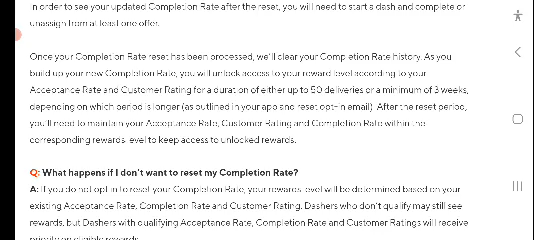 In order to see your updated Completion Rate after the reset, you will need to start a dash and complete or
unassign from at least one offer.
Once your Completion Rate reset has been processed, we'll clear your Completion Rate history. As you
build up your new Completion Rate, you will unlock access to your reward level according to your
Acceptance Rate and Customer Rating for a duration of either up to 50 deliveries or a minimum of 3 weeks,
depending on which period is longer (as outlined in your app and reset opt-in email). After the reset period,
you'll need to maintain your Acceptance Rate, Customer Rating and Completion Rate within the
corresponding rewards level to keep access to unlocked rewards.
Q: What happens if I don't want to reset my Completion Rate?
A: If you do not opt in to reset your Completion Rate, your rewards level will be determined based on your
existing Acceptance Rate, Completion Rate and Customer Rating. Dashers who don't qualify may still see
rewards, but Dashers with qualifying Acceptance Rate, Completion Rate and Customer Ratings will receive
priority on eligible rewards.